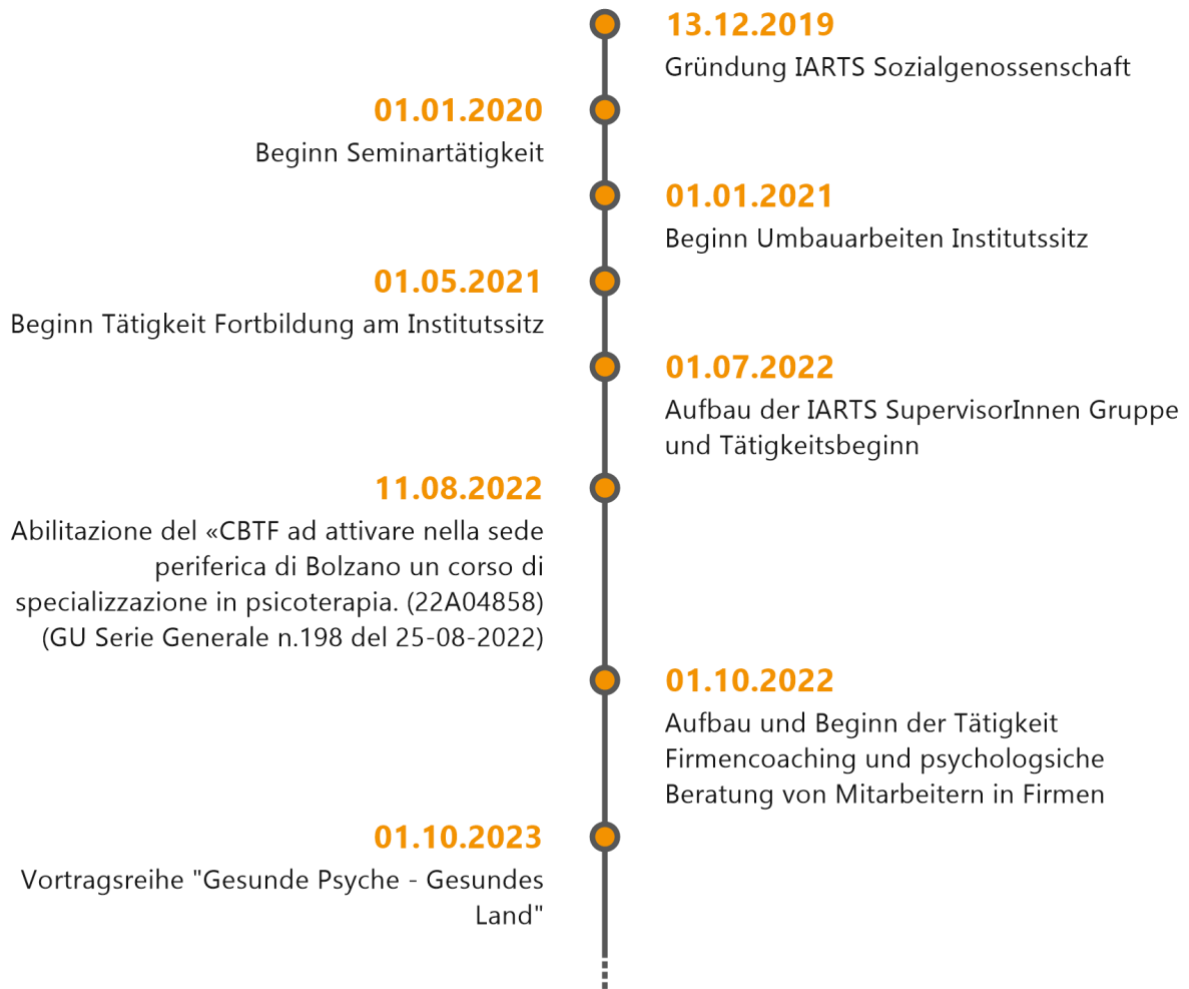 13.12.2019
Gründung IARTS Sozialgenossenschaft
01.01.2020
Beginn Seminartätigkeit
01.01.2021
Beginn Umbauarbeiten Institutssitz
01.05.2021
Beginn Tätigkeit Fortbildung am Institutssitz
01.07.2022
Aufbau der IARTS SupervisorInnen Gruppe
und Tätigkeitsbeginn
11.08.2022
Abilitazione del «CBTF ad attivare nella sede
periferica di Bolzano un corso di
specializzazione in psicoterapia. (22A04858)
(GU Serie Generale n.198 del 25-08-2022)
01.10.2022
Aufbau und Beginn der Tätigkeit
Firmencoaching und psychologsiche
Beratung von Mitarbeitern in Firmen
01.10.2023
Vortragsreihe "Gesunde Psyche - Gesundes
Land"